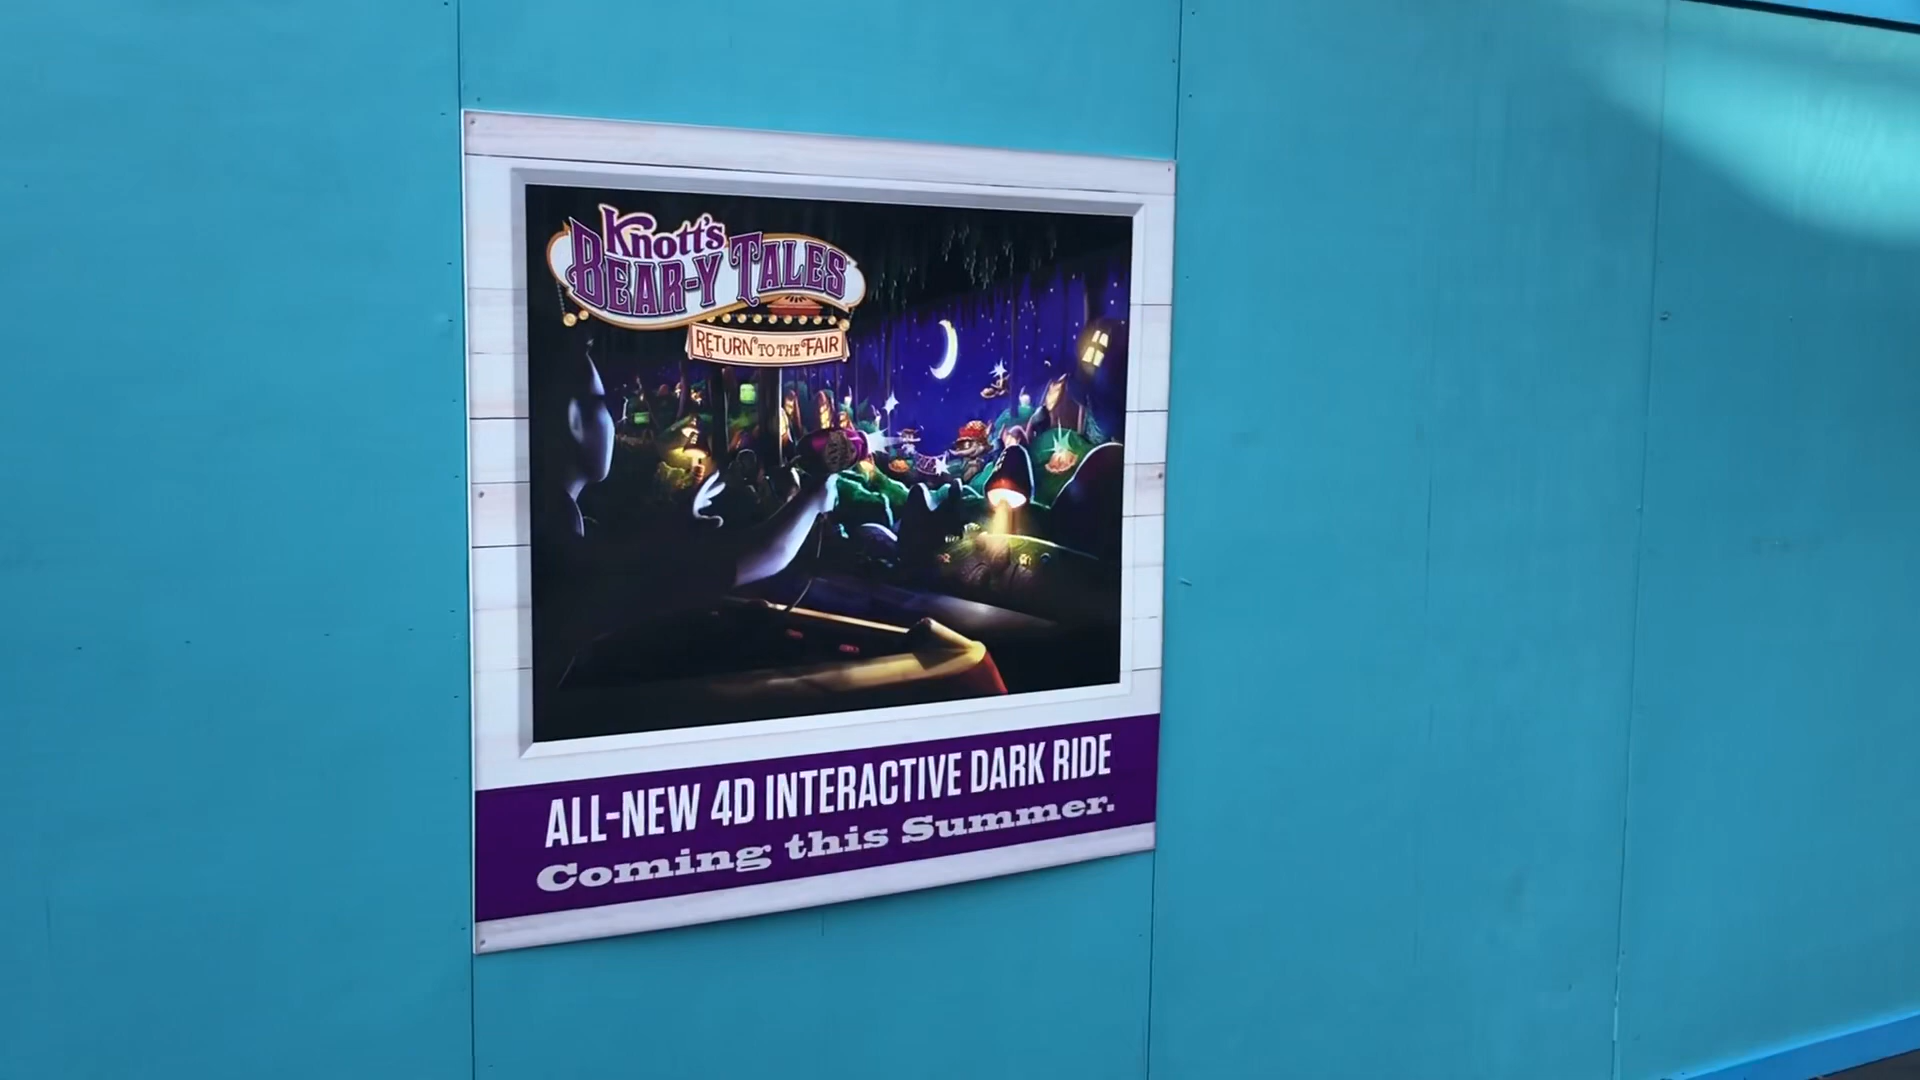 Knott's
BEAR-Y TALES
RETURN TO THE FAIR
ALL-NEW 4D INTERACTIVE DARK RIDE
Coming this Summer.